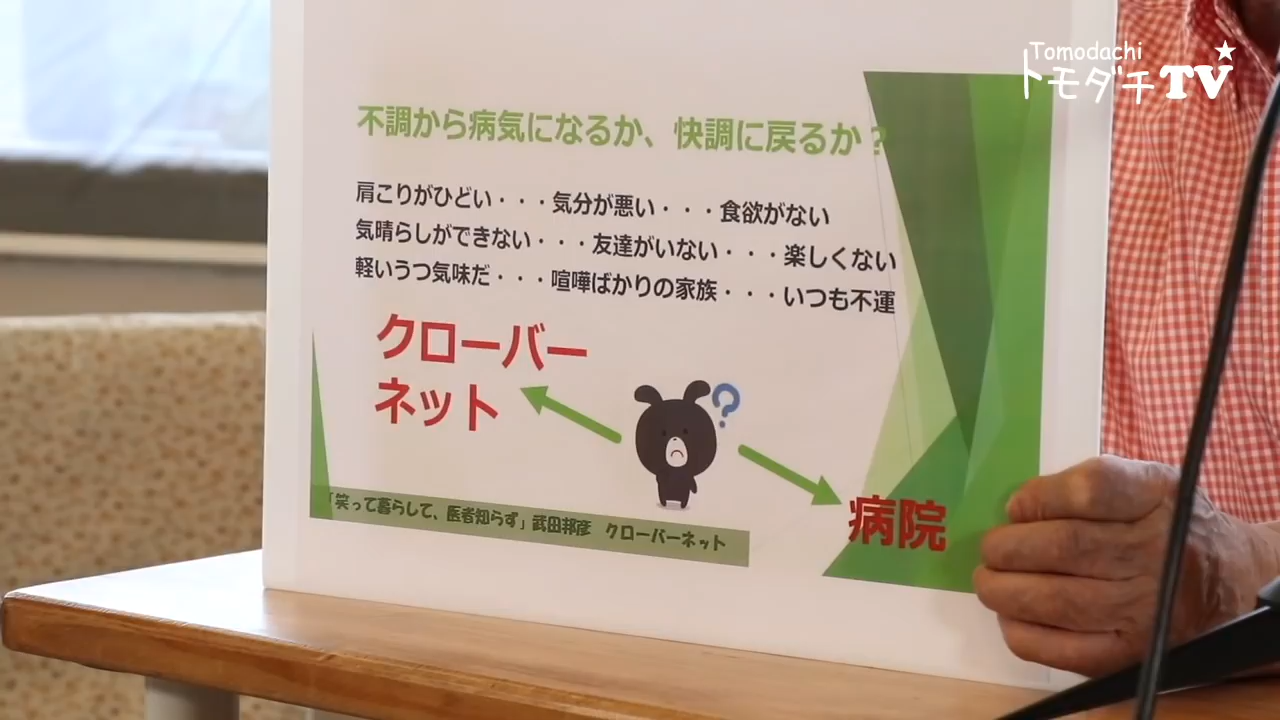 Tomodachi
トモダチTV
不調から病気になるか、快調に戻るか？
肩こりがひどい・・・気分が悪い・・・食欲がない
気晴らしができない・・・友達がいない・・・楽しくない
軽いうつ気味だ・・・喧嘩ばかりの家族・・・いつも不運
クローバー
ネット
?
病院
「笑って暮らして、医者知らず」武田邦彦　クローバーネット